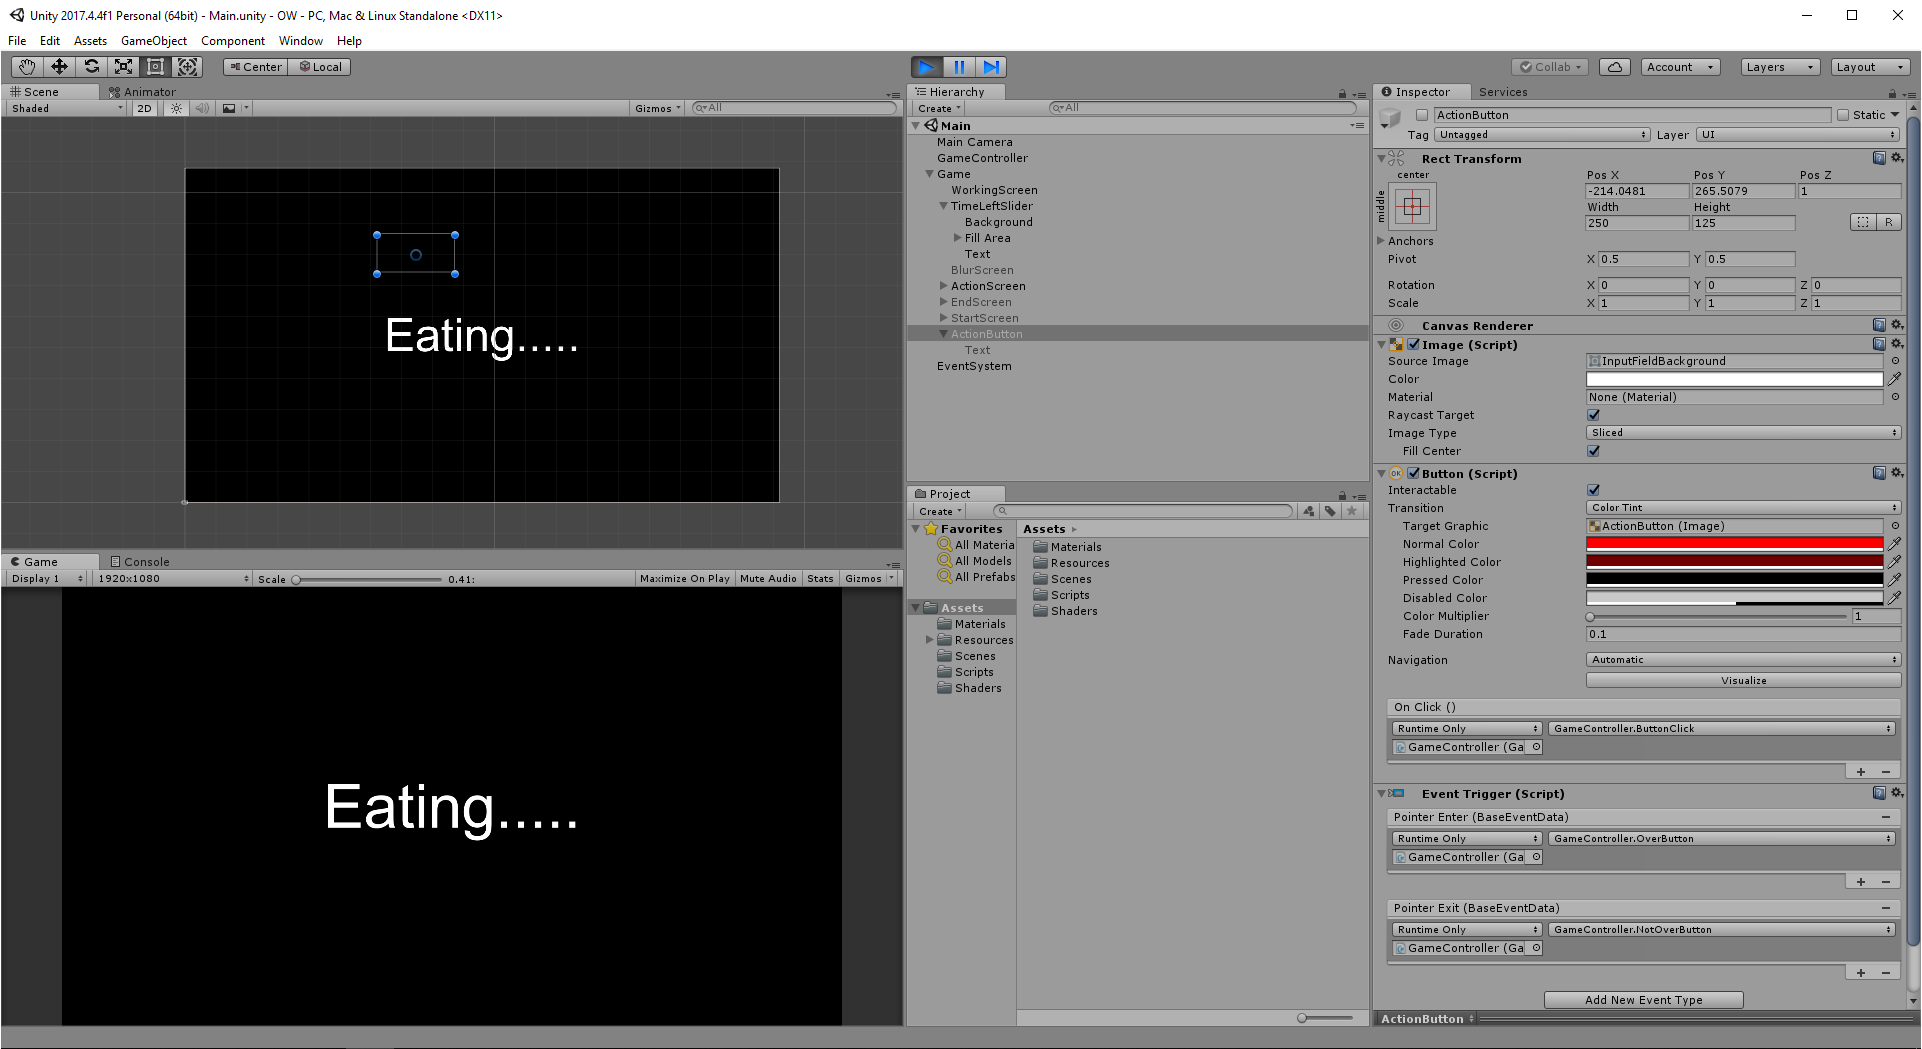 Unity 2017.4.4f1 Personal (64bit) - Main.unity - OW - PC, Mac & Linux Standalone <DX11>
File Edit Assets GameObject Component Window Help
Center Local
Collab Account Layers Layout
Scene Animator
Shaded 2D Gizmos All
Eating.....
Game Console
Display 1 1920x1080 Scale 0.41: Maximize On Play Mute Audio Stats Gizmos
Eating.....
Hierarchy
Create All
Main
Main Camera
GameController
Game
WorkingScreen
TimeLeftSlider
Background
Fill Area
Text
BlurScreen
ActionScreen
EndScreen
StartScreen
ActionButton
Text
EventSystem
Project
Create
Favorites
All Materia
All Models
All Prefabs
Assets
Materials
Resources
Scenes
Scripts
Shaders
Assets
Materials
Resources
Scenes
Scripts
Shaders
Inspector Services
ActionButton Static
Tag Untagged Layer UI
Rect Transform
center
middle
Pos X Pos Y Pos Z
-214.0481 265.5079 1
Width Height
250 125 R
Anchors
Pivot X 0.5 Y 0.5
Rotation X 0 Y 0 Z 0
Scale X 1 Y 1 Z 1
Canvas Renderer
Image (Script)
Source Image InputFieldBackground
Color
Material None (Material)
Raycast Target
Image Type Sliced
Fill Center
OK Button (Script)
Interactable
Transition Color Tint
Target Graphic ActionButton (Image)
Normal Color
Highlighted Color
Pressed Color
Disabled Color
Color Multiplier 1
Fade Duration 0.1
Navigation Automatic
Visualize
On Click ()
Runtime Only GameController.ButtonClick
GameController (Ga
Event Trigger (Script)
Pointer Enter (BaseEventData)
Runtime Only GameController.OverButton
GameController (Ga
Pointer Exit (BaseEventData)
Runtime Only GameController.NotOverButton
GameController (Ga
Add New Event Type
ActionButton